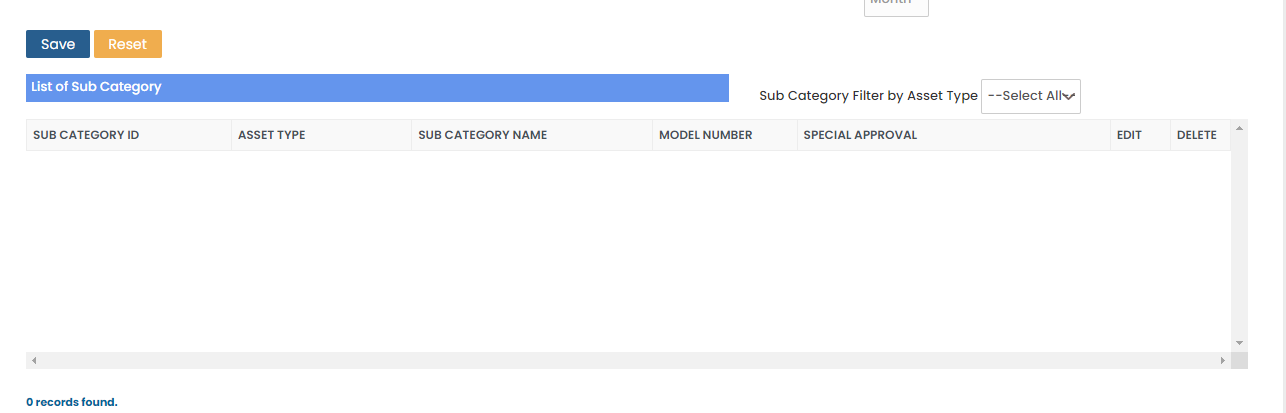 Month
Save Reset
List of Sub Category
Sub Category Filter by Asset Type --Select All--
SUB CATEGORY ID ASSET TYPE SUB CATEGORY NAME MODEL NUMBER SPECIAL APPROVAL EDIT DELETE
0 records found.